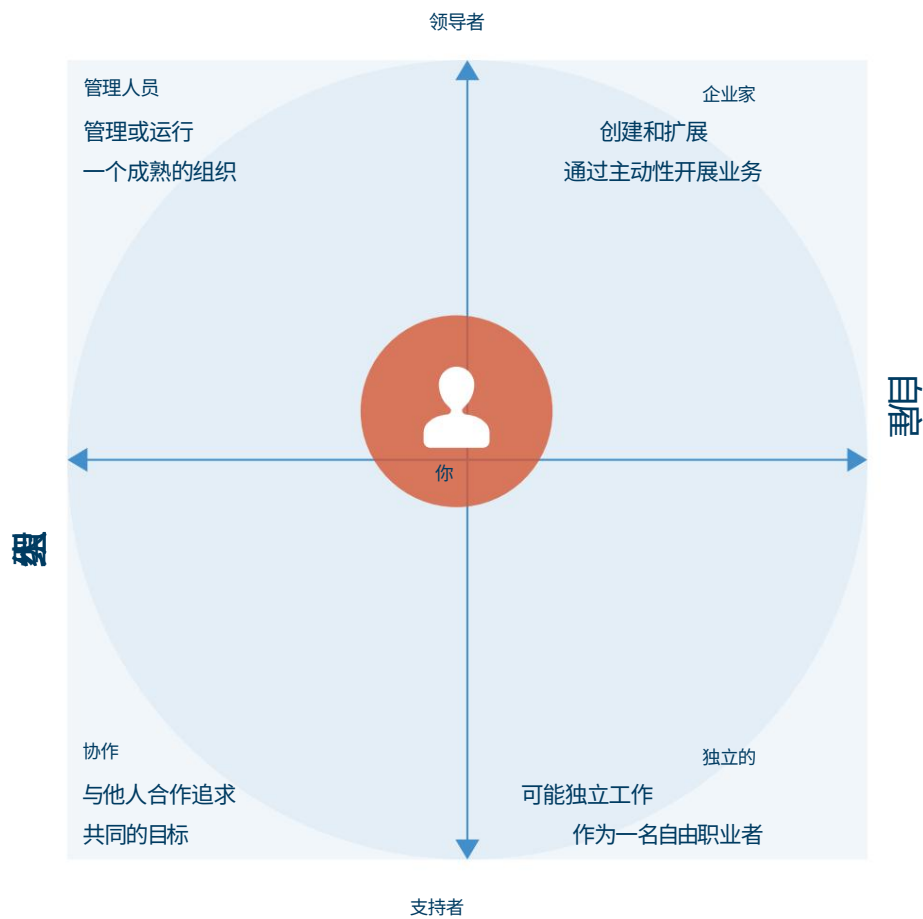 领导者
管理人员
管理或运行
一个成熟的组织
企业家
创建和扩展
通过主动性开展业务
自雇
你
协作
与他人合作追求
共同的目标
独立的
可能独立工作
作为一名自由职业者
支持者